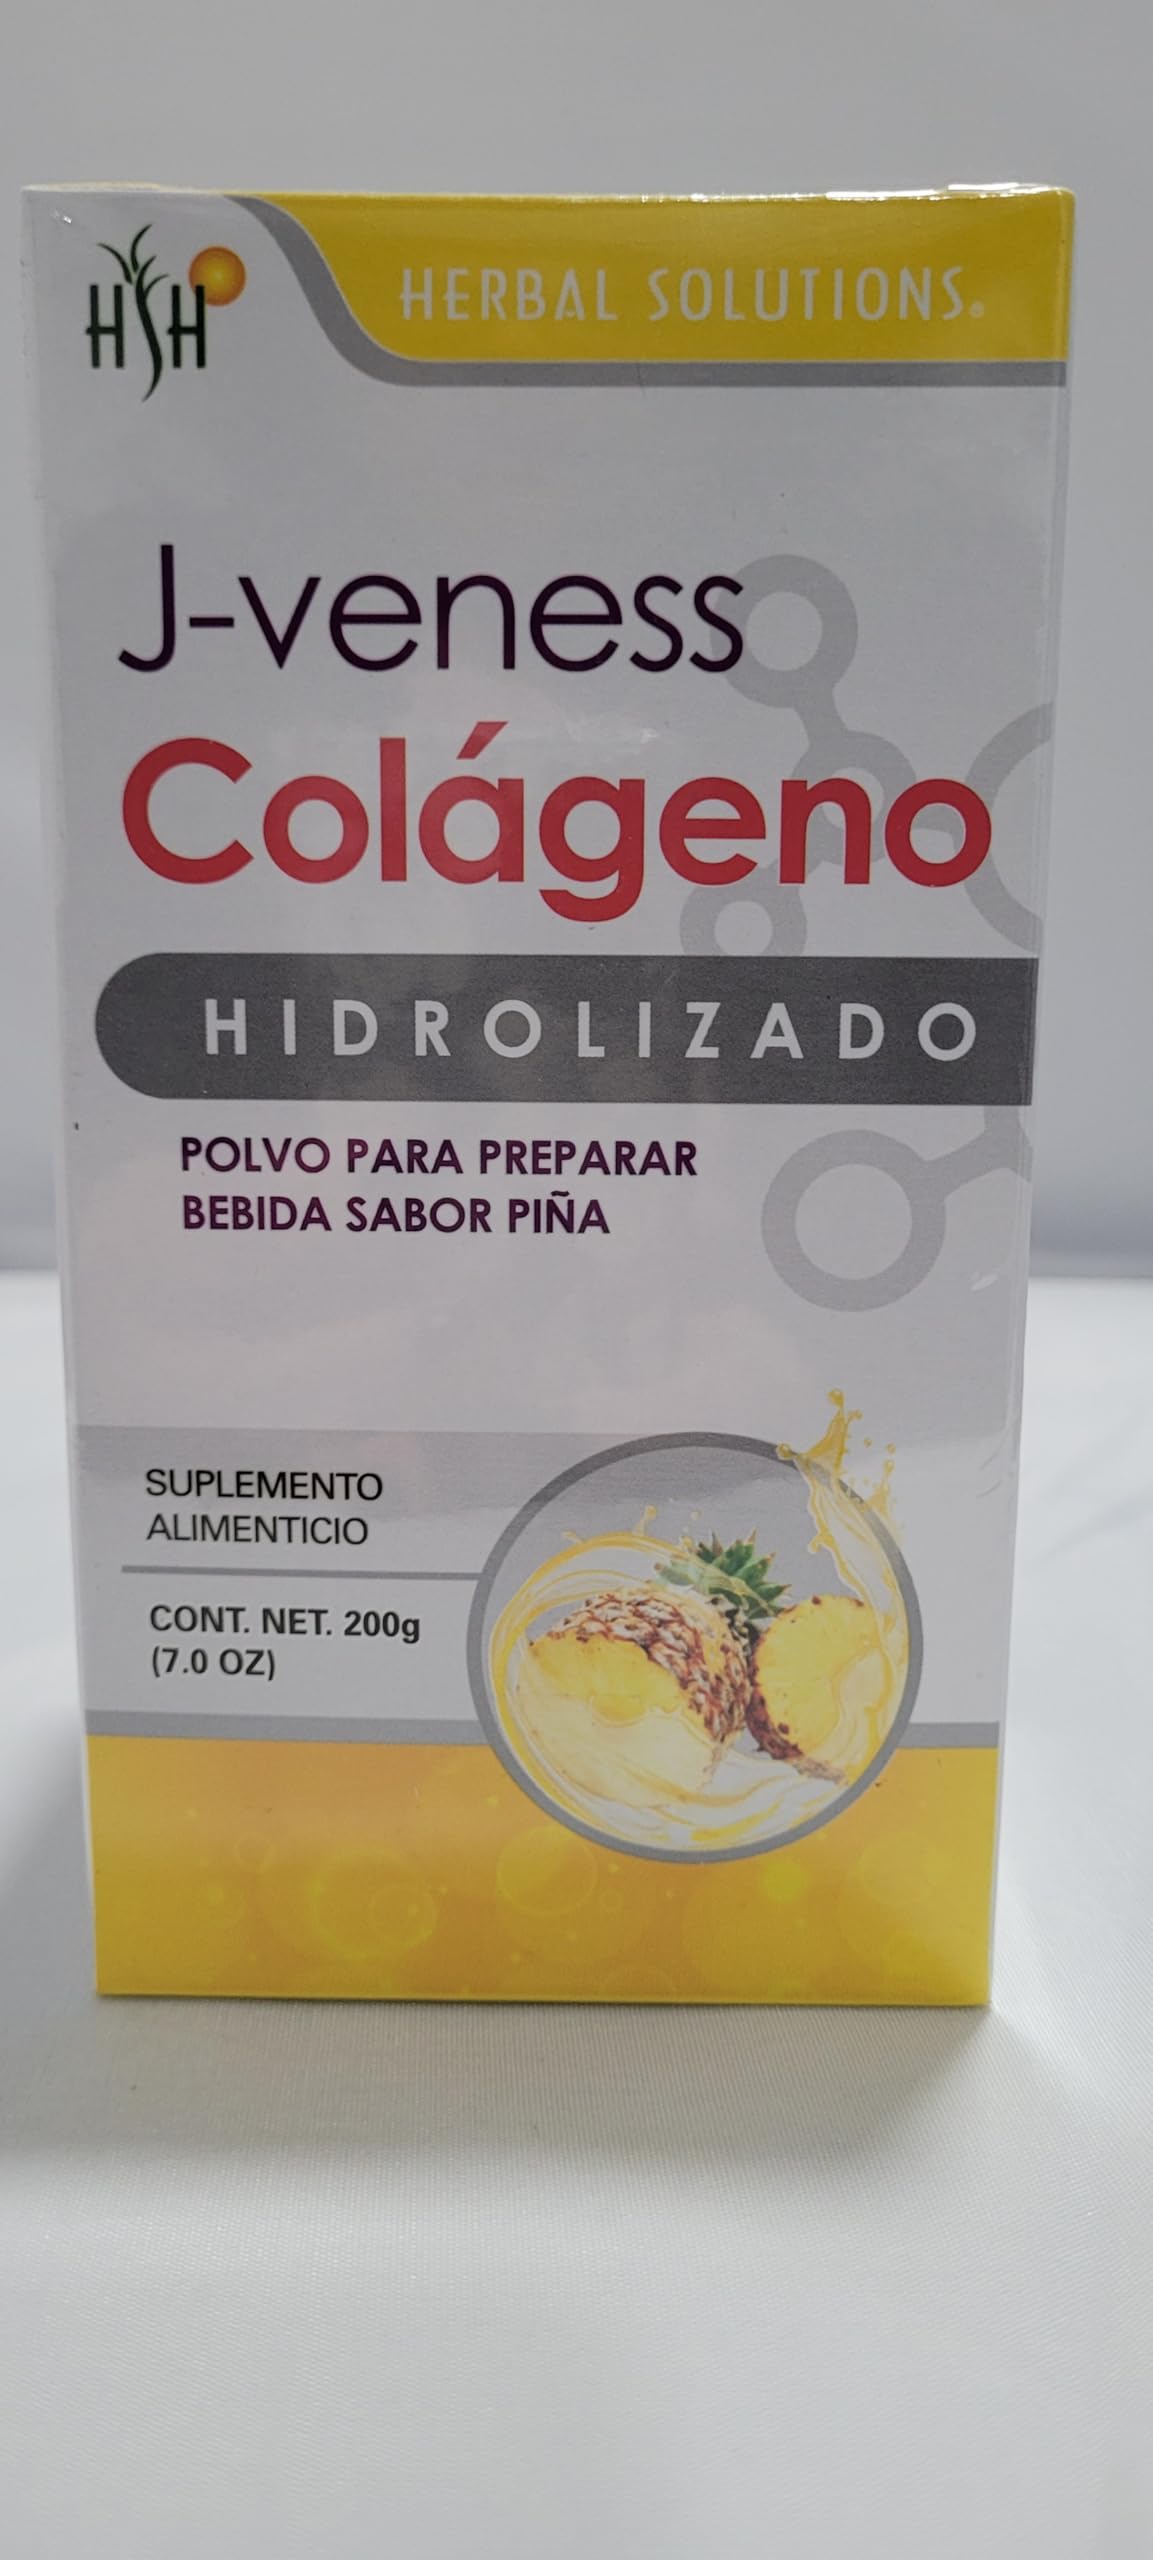 HSH
HERBAL SOLUTIONS®
J-veness
Colágeno
HIDROLIZADO
POLVO PARA PREPARAR
BEBIDA SABOR PIÑA
SUPLEMENTO
ALIMENTICIO
CONT. NET. 200g
(7.0 OZ)